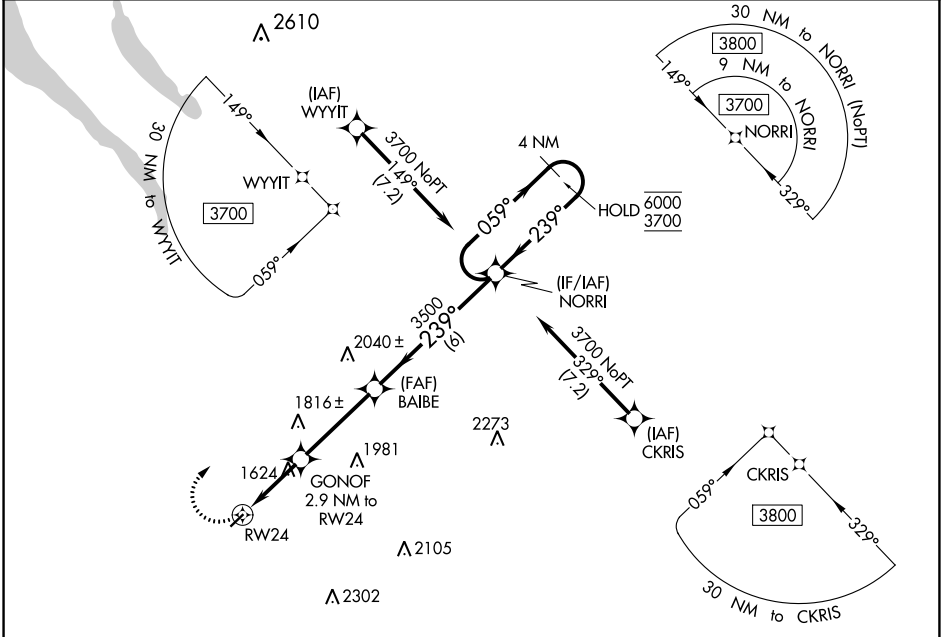 2610
30 NM to NORRI (NoPT)
3800
9 NM to NORRI
3700
149°
NORRI
329°
(IAF)
WYYIT
3700 NoPT
149°
(7.2)
149°
WYYIT
3700
059°
30 NM to WYYIT
4 NM
059°
239°
HOLD
6000
3700
(IF/IAF)
NORRI
3500
239°
(6)
2040 ±
(FAF)
BAIBE
3700 NoPT
329°
(7.2)
(IAF)
CKRIS
1816 ±
2273
1981
1624
GONOF
2.9 NM to
RW24
RW24
2105
2302
CKRIS
059°
3800
329°
30 NM to CKRIS